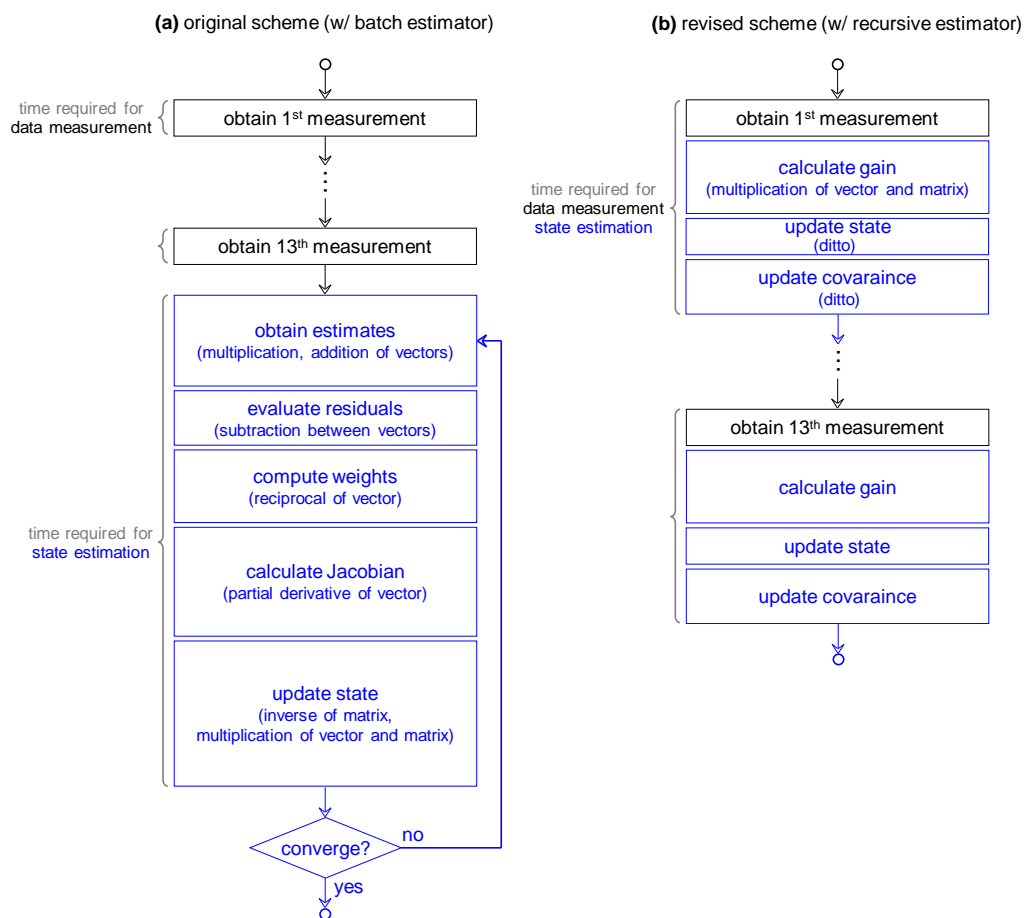 (a) original scheme (w/ batch estimator)
time required for
data measurement
obtain 1st measurement
⋮
obtain 13th measurement
time required for
state estimation
obtain estimates
(multiplication, addition of vectors)
evaluate residuals
(subtraction between vectors)
compute weights
(reciprocal of vector)
calculate Jacobian
(partial derivative of vector)
update state
(inverse of matrix,
multiplication of vector and matrix)
converge?
no
yes
(b) revised scheme (w/ recursive estimator)
time required for
data measurement
state estimation
obtain 1st measurement
calculate gain
(multiplication of vector and matrix)
update state
(ditto)
update covaraince
(ditto)
⋮
obtain 13th measurement
calculate gain
update state
update covaraince